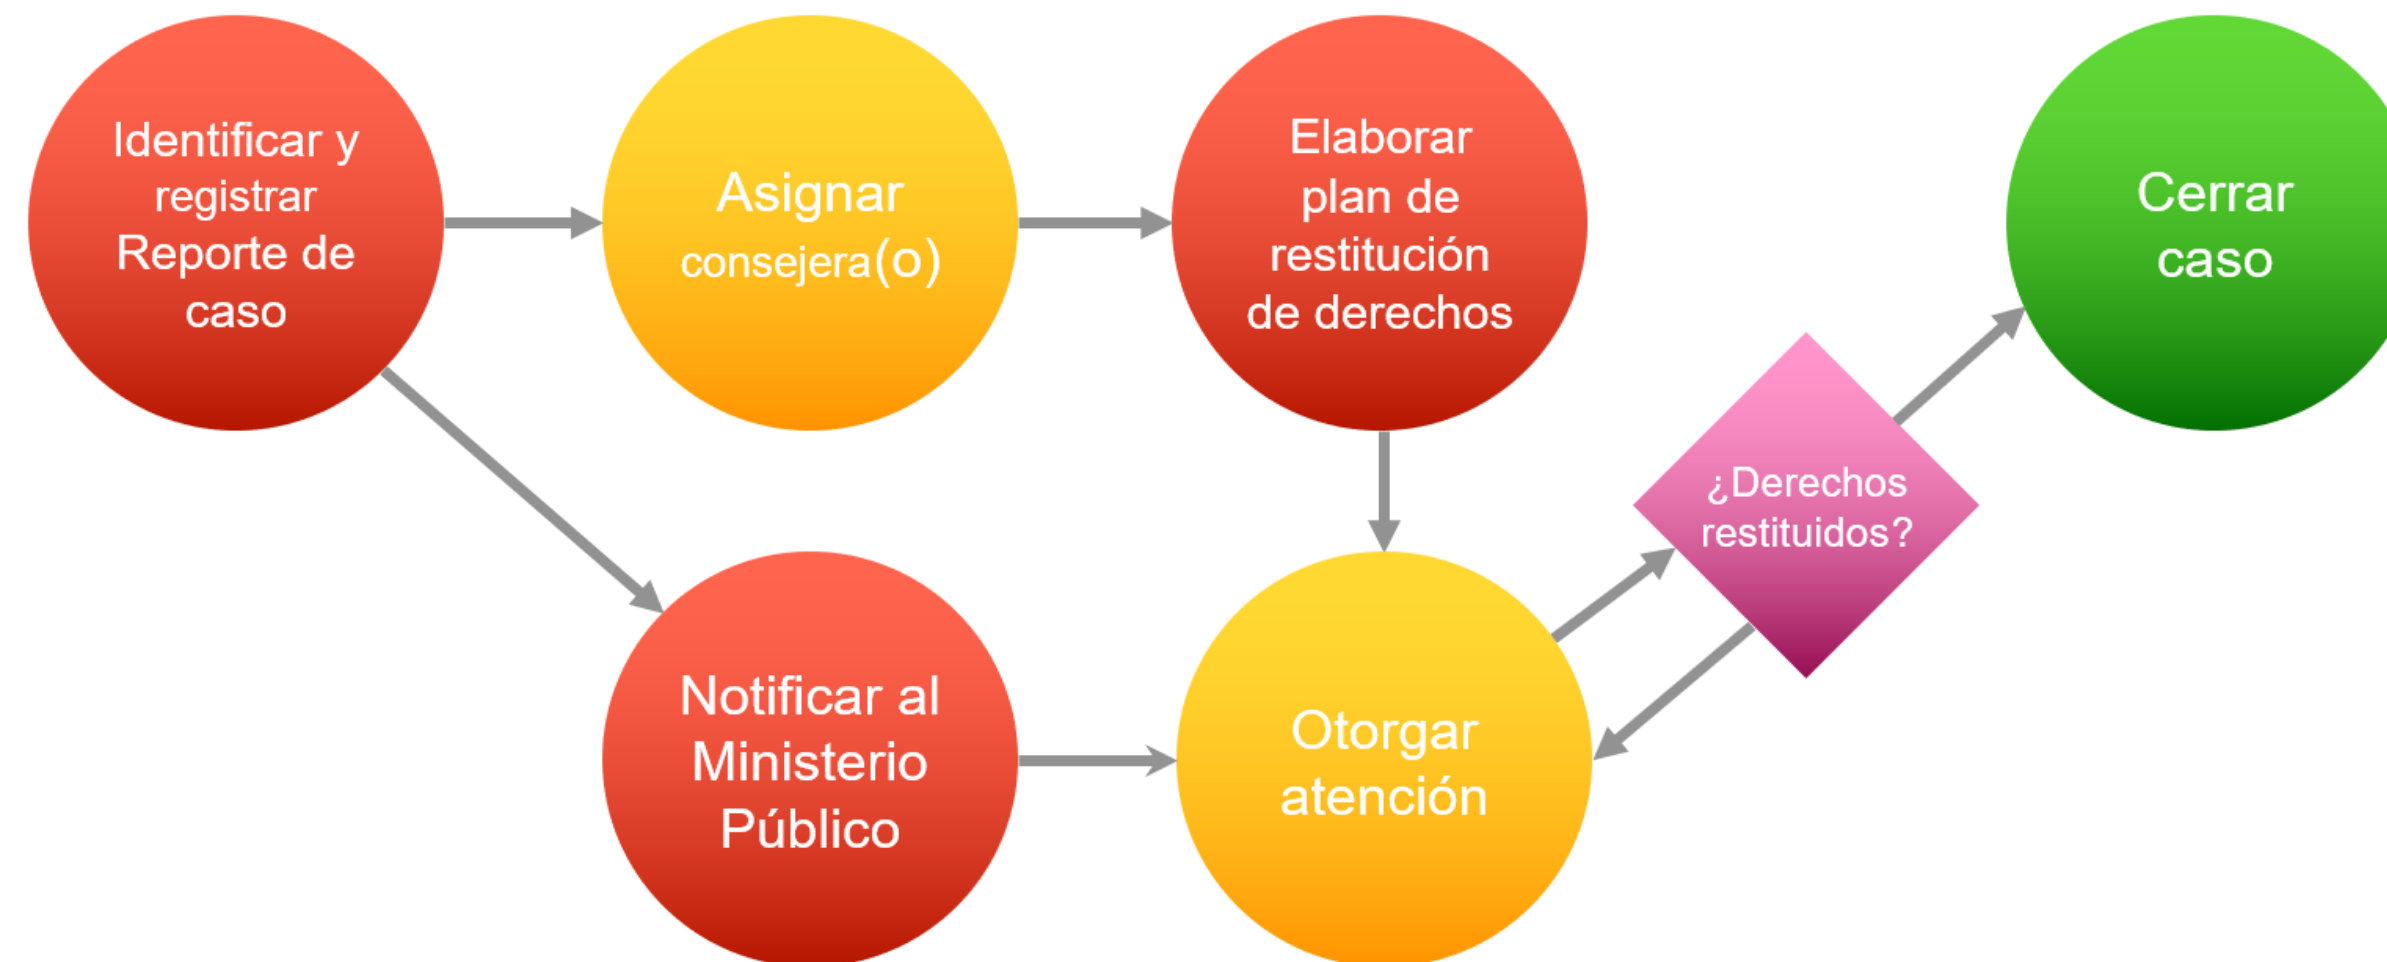 Identificar y
registrar
Reporte de
caso
Asignar
consejera(o)
Elaborar
plan de
restitución
de derechos
Cerrar
caso
¿Derechos
restituidos?
Notificar al
Ministerio
Público
Otorgar
atención